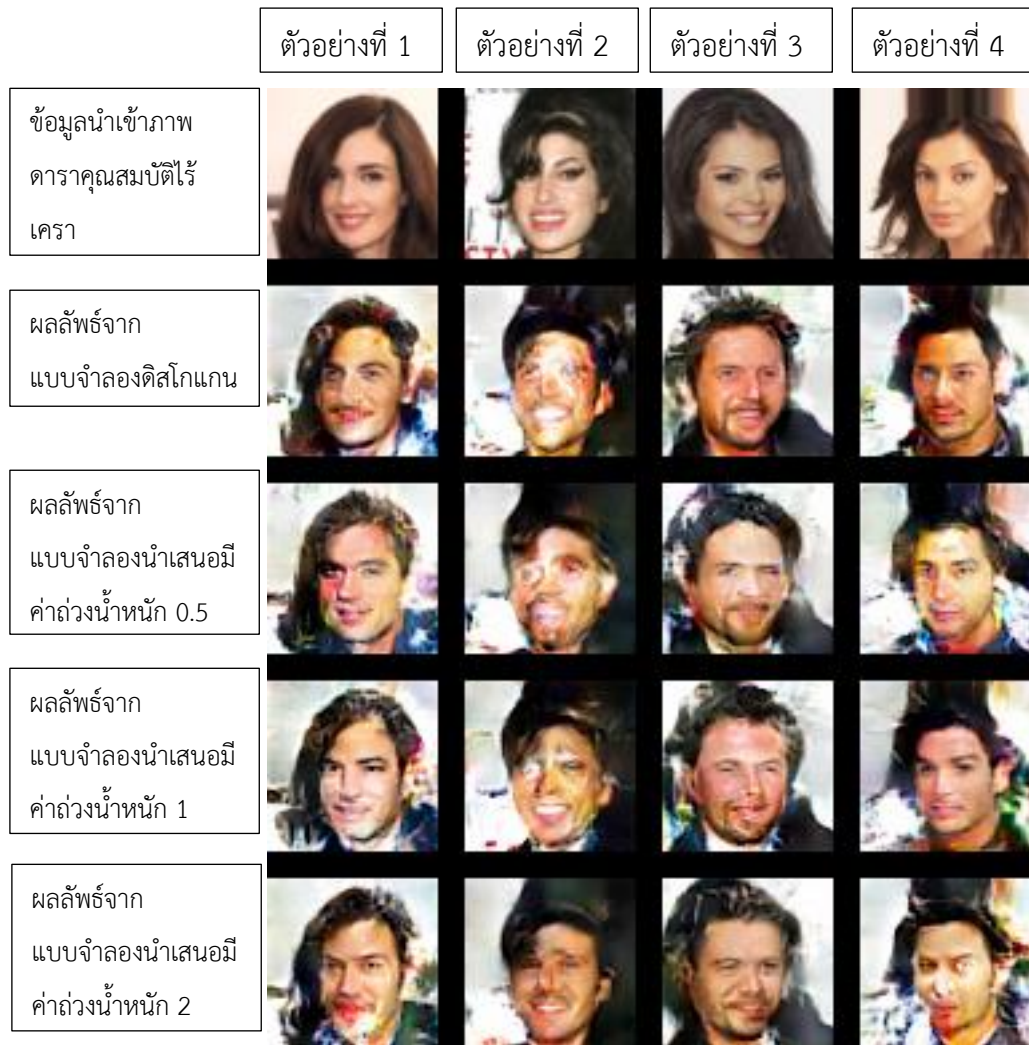 ตัวอย่างที่ 1
ตัวอย่างที่ 2
ตัวอย่างที่ 3
ตัวอย่างที่ 4
ข้อมูลนำเข้าภาพ
ดาราคุณสมบัติไร้
เครา
ผลลัพธ์จาก
แบบจำลองดิสโกแกน
ผลลัพธ์จาก
แบบจำลองนำเสนอมี
ค่าถ่วงน้ำหนัก 0.5
ผลลัพธ์จาก
แบบจำลองนำเสนอมี
ค่าถ่วงน้ำหนัก 1
ผลลัพธ์จาก
แบบจำลองนำเสนอมี
ค่าถ่วงน้ำหนัก 2